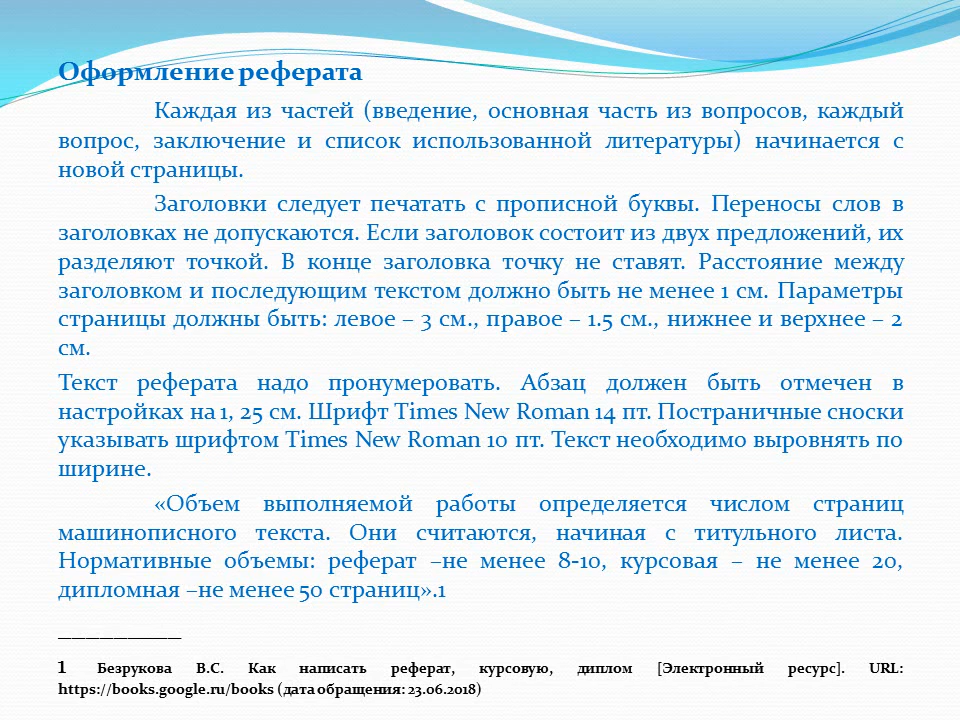 Оформление реферата
Каждая из частей (введение, основная часть из вопросов, каждый
вопрос, заключение и список использованной литературы) начинается с
новой страницы.
Заголовки следует печатать с прописной буквы. Переносы слов в
заголовках не допускаются. Если заголовок состоит из двух предложений, их
разделяют точкой. В конце заголовка точку не ставят. Расстояние между
заголовком и последующим текстом должно быть не менее 1 см. Параметры
страницы должны быть: левое – 3 см., правое – 1.5 см., нижнее и верхнее – 2
см.
Текст реферата надо пронумеровать. Абзац должен быть отмечен в
настройках на 1, 25 см. Шрифт Times New Roman 14 пт. Постраничные сноски
указывать шрифтом Times New Roman 10 пт. Текст необходимо выровнять по
ширине.
«Объем выполняемой работы определяется числом страниц
машинописного текста. Они считаются, начиная с титульного листа.
Нормативные объемы: реферат –не менее 8-10, курсовая – не менее 20,
дипломная –не менее 50 страниц».1
_________
1 Безрукова В.С. Как написать реферат, курсовую, диплом [Электронный ресурс]. URL:
https://books.google.ru/books (дата обращения: 23.06.2018)